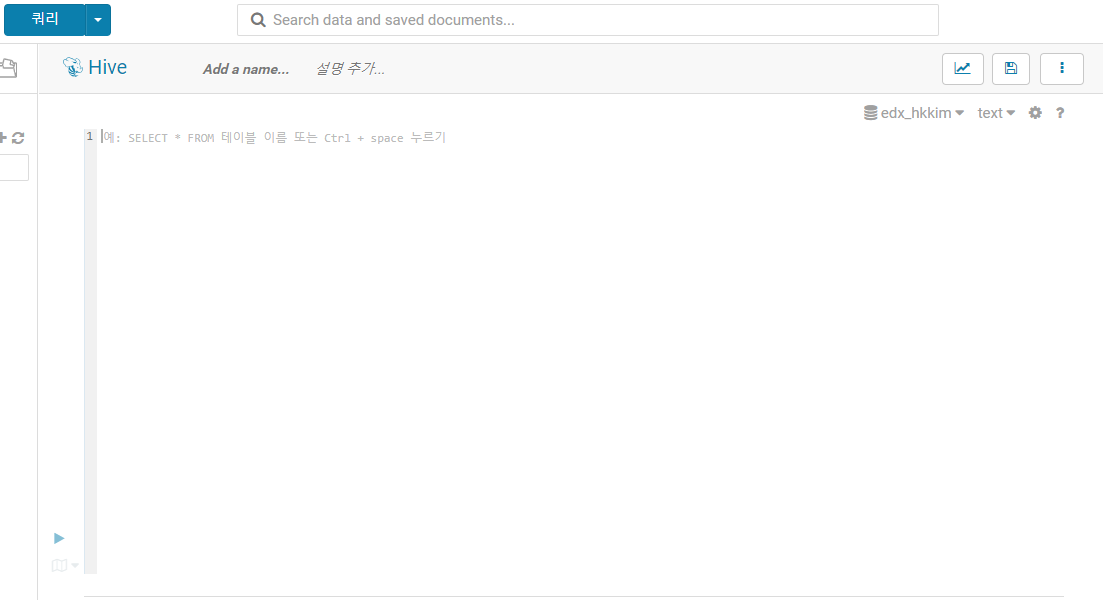 쿼리
Search data and saved documents...
Hive Add a name... 설명 추가...
edx_hkkim text ?
1 예: SELECT * FROM 테이블 이름 또는 Ctrl + space 누르기